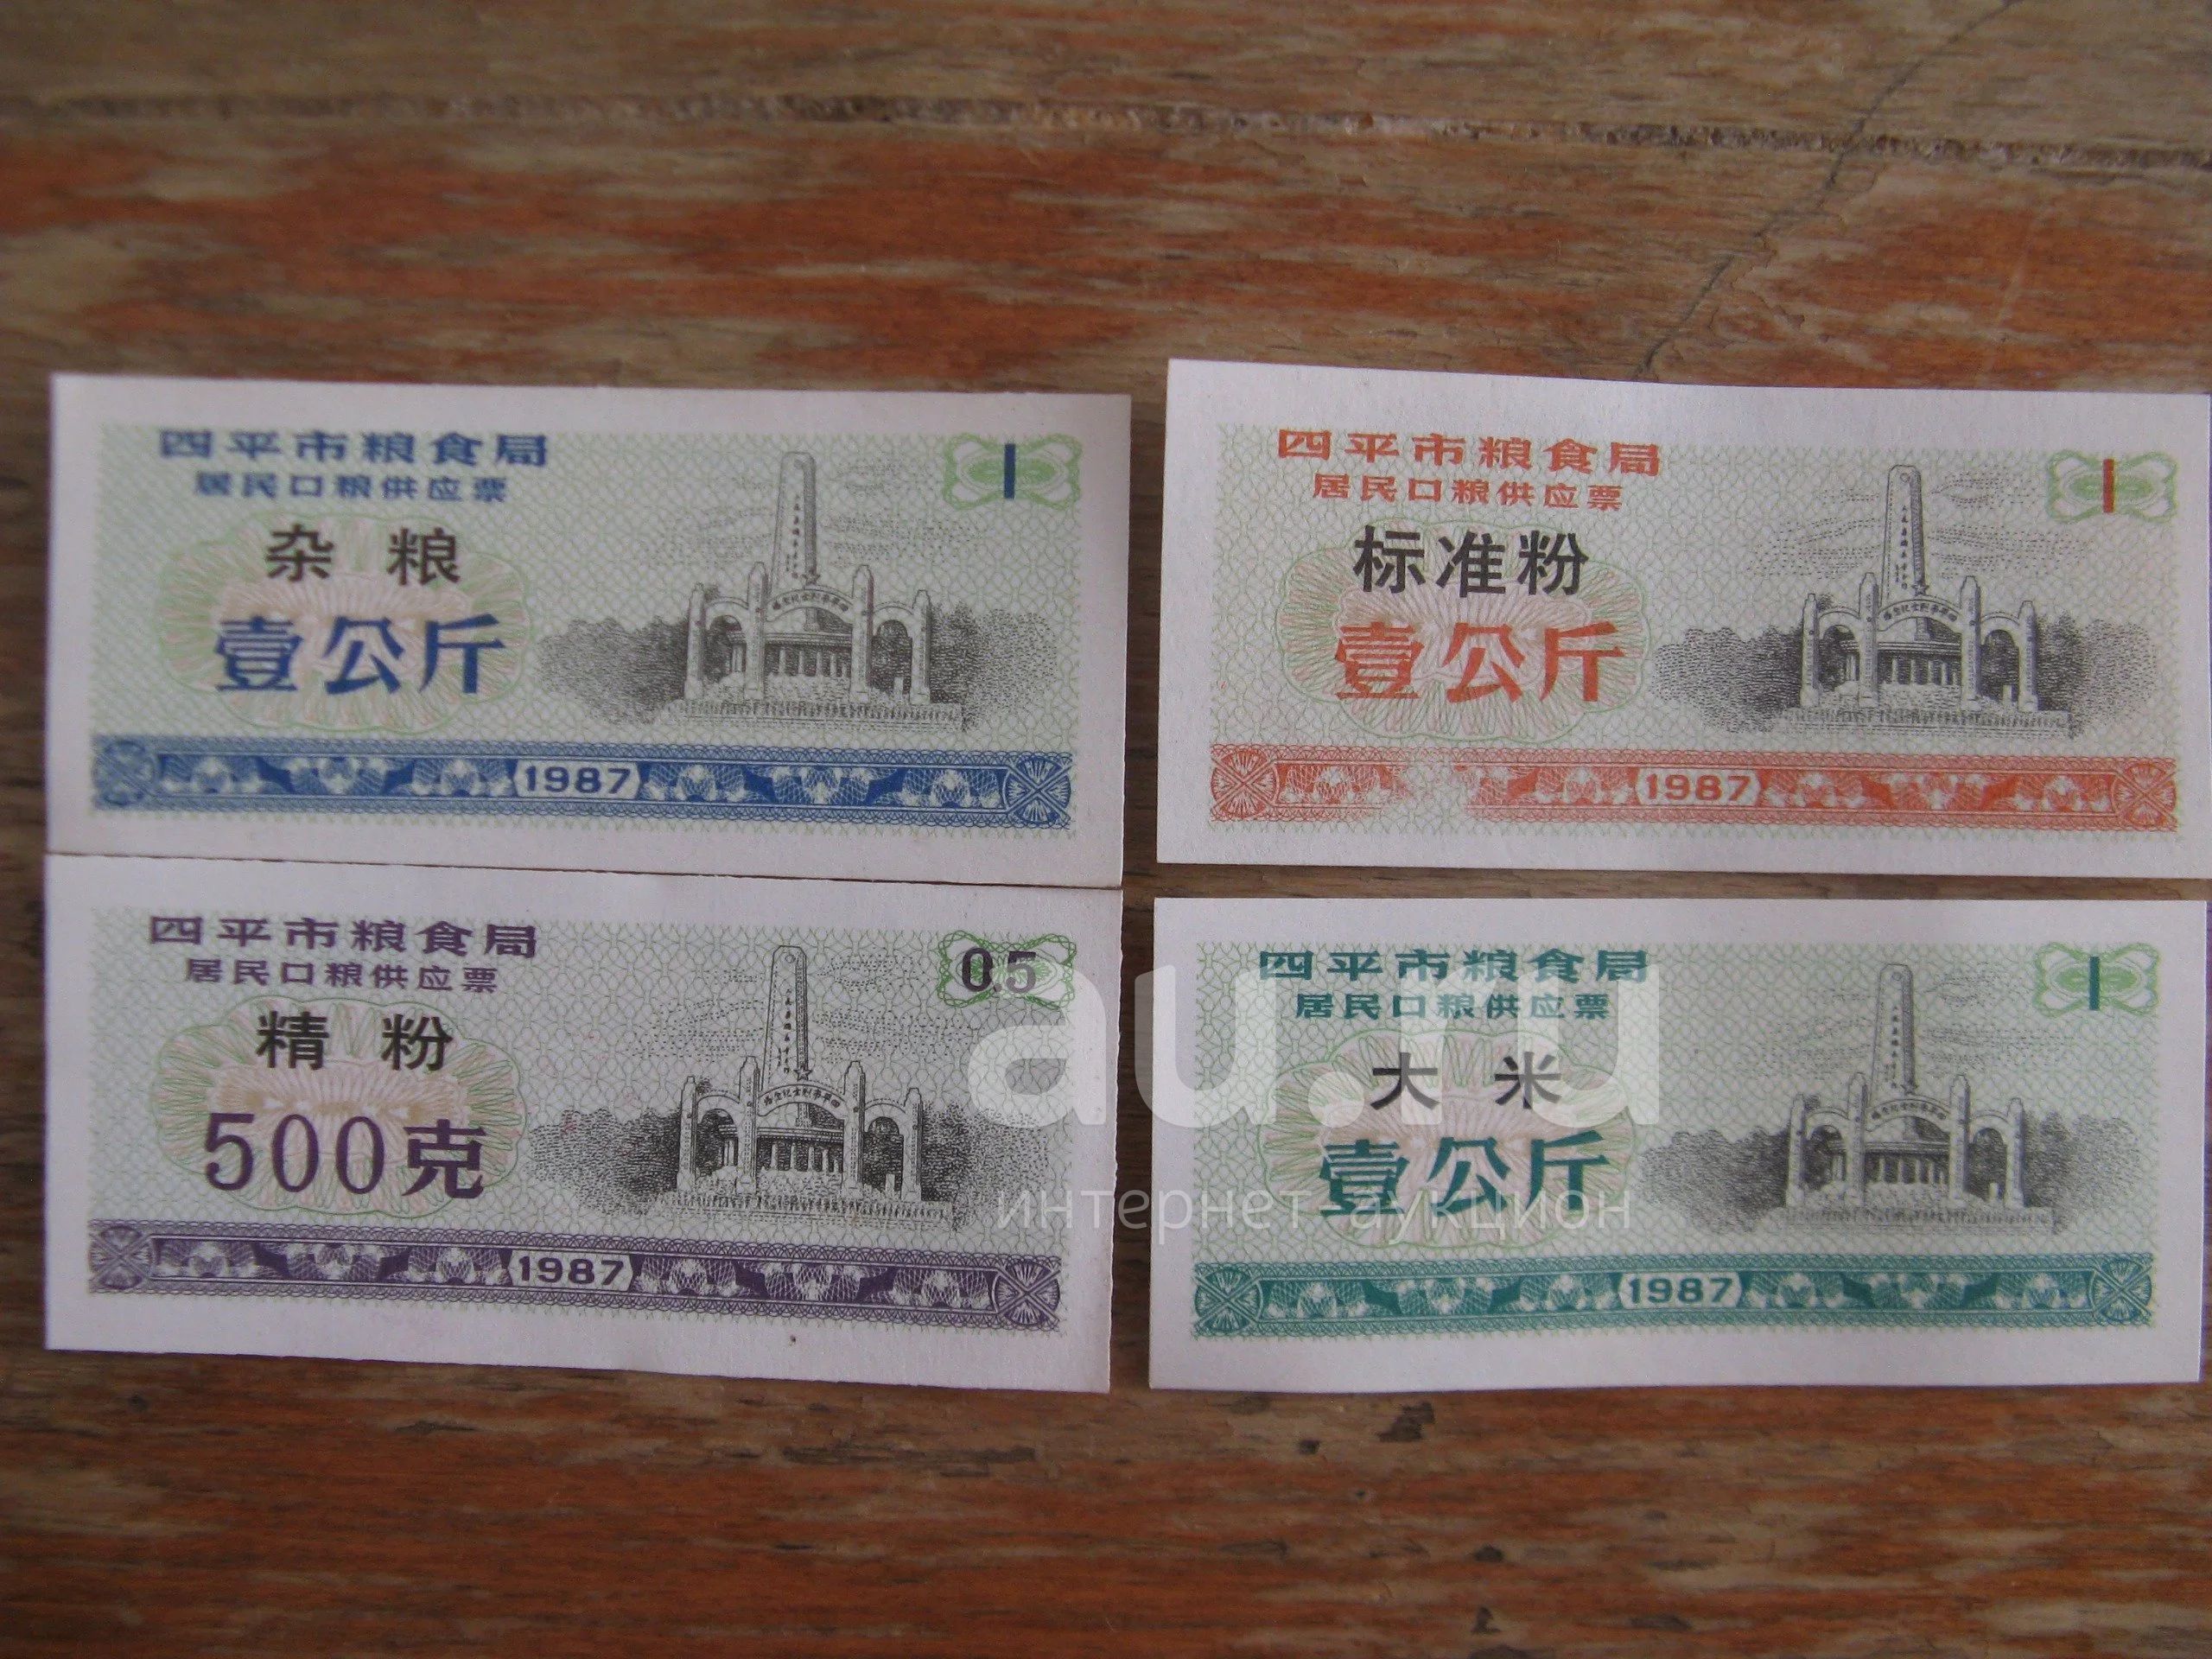 四平市粮食局
居民口粮供应票
杂粮
壹公斤
1
1987
四平市粮食局
居民口粮供应票
标准粉
壹公斤
1
1987
四平市粮食局
居民口粮供应票
精粉
500克
0.5
1987
四平市粮食局
居民口粮供应票
大米
壹公斤
1
1987
au.ru
интернет аукцион